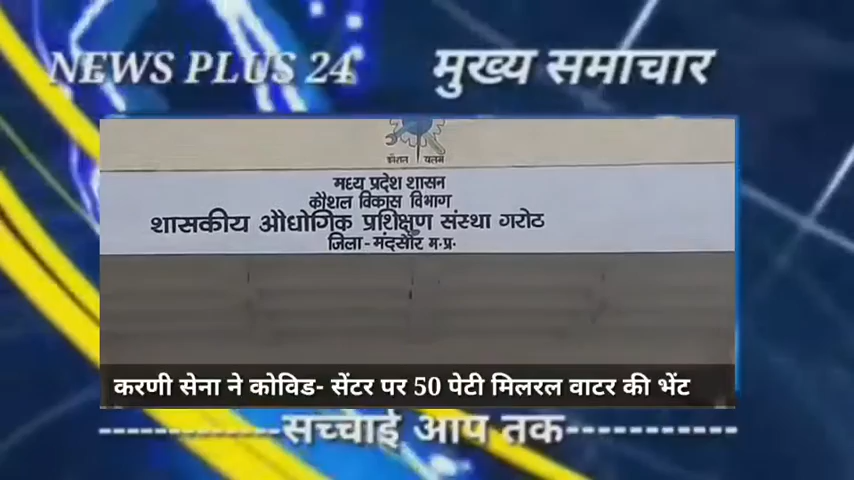 NEWS PLUS 24
मुख्य समाचार
मध्य प्रदेश शासन
कौशल विकास विभाग
शासकीय औधोगिक प्रशिक्षण संस्था गरोठ
जिला-मंदसौर म.प्र.
करणी सेना ने कोविड- सेंटर पर 50 पेटी मिलरल वाटर की भेंट
-----------सच्चाई आप तक-----------